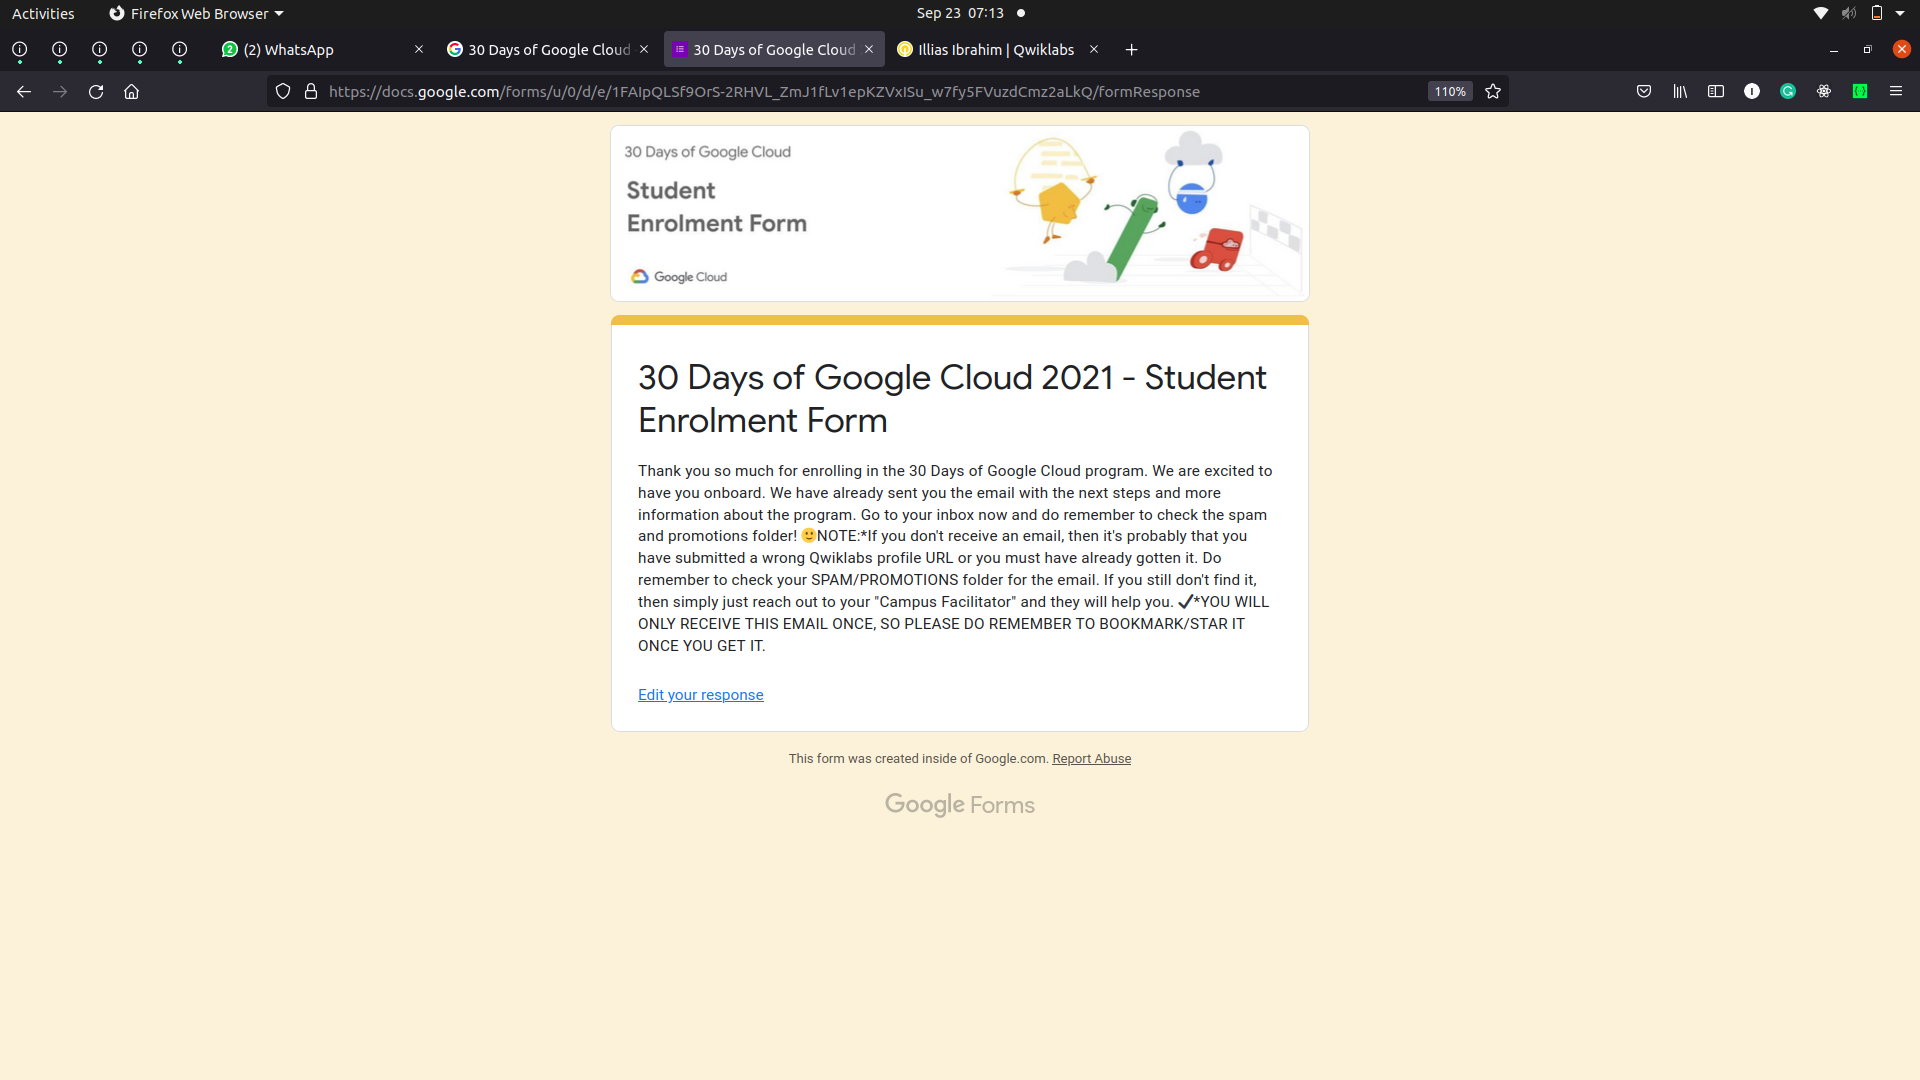 Activities
Firefox Web Browser
Sep 23 07:13
(2) WhatsApp
30 Days of Google Cloud
30 Days of Google Cloud
Illias Ibrahim | Qwiklabs
https://docs.google.com/forms/u/0/d/e/1FAIpQLSf9OrS-2RHVL_ZmJ1fLv1epKZVxISu_w7fy5FVuzdCmz2aLkQ/formResponse
110%
30 Days of Google Cloud
Student
Enrolment Form
Google Cloud
30 Days of Google Cloud 2021 - Student
Enrolment Form
Thank you so much for enrolling in the 30 Days of Google Cloud program. We are excited to
have you onboard. We have already sent you the email with the next steps and more
information about the program. Go to your inbox now and do remember to check the spam
and promotions folder! 🙂NOTE:*If you don't receive an email, then it's probably that you
have submitted a wrong Qwiklabs profile URL or you must have already gotten it. Do
remember to check your SPAM/PROMOTIONS folder for the email. If you still don't find it,
then simply just reach out to your "Campus Facilitator" and they will help you. ✔*YOU WILL
ONLY RECEIVE THIS EMAIL ONCE, SO PLEASE DO REMEMBER TO BOOKMARK/STAR IT
ONCE YOU GET IT.
Edit your response
This form was created inside of Google.com. Report Abuse
Google Forms